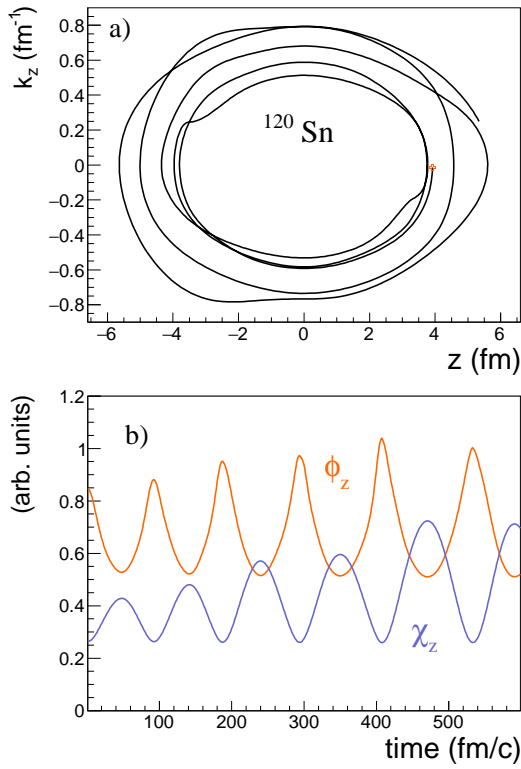 a)
k_z (fm⁻¹)
0.8
0.6
0.4
0.2
0
−0.2
−0.4
−0.6
−0.8
¹²⁰Sn
−6 −4 −2 0 2 4 6
z (fm)
b)
(arb. units)
1.2
1
0.8
0.6
0.4
0.2
0
ϕ_z
χ_z
100 200 300 400 500
time (fm/c)